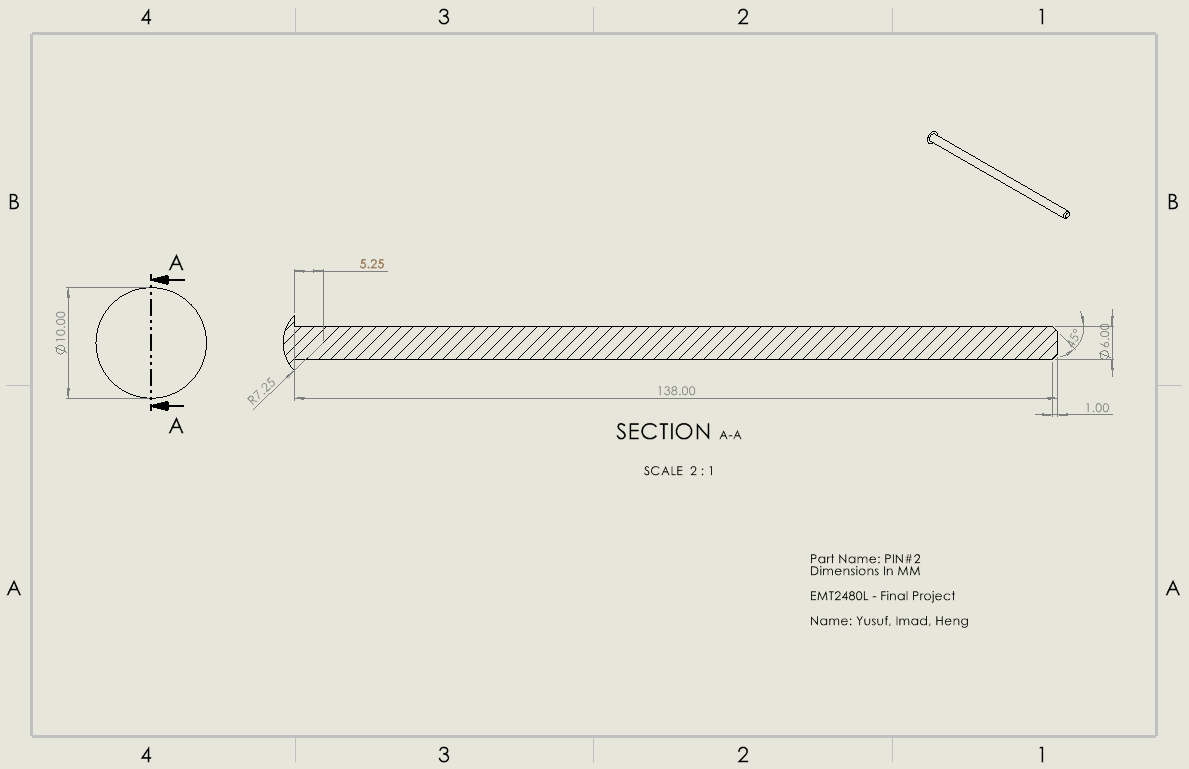 4 3 2 1
B B
A
5.25
Ø10.00
Ø 6.00
45°
R7.25
138.00
1.00
A
SECTION A-A
SCALE 2 : 1
Part Name: PIN#2
Dimensions In MM
EMT2480L - Final Project
A A
Name: Yusuf, Imad, Heng
4 3 2 1